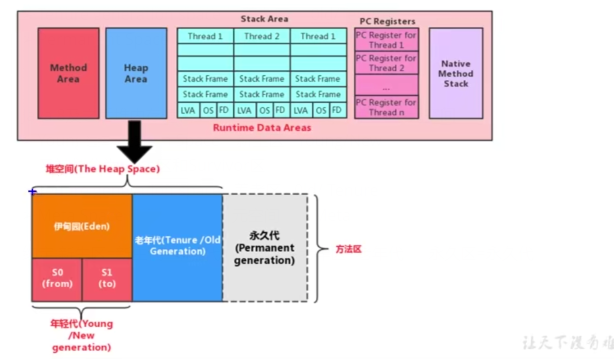 Stack Area
PC Registers
Method
Area
Heap
Area
Thread 1 Thread 2 Thread 1
Stack Frame Stack Frame Stack Frame
Stack Frame Stack Frame Stack Frame
LVA OS FD LVA OS FD LVA OS FD
PC Register for
Thread 1
PC Register for
Thread 2
...
PC Register for
Thread n
Native
Method
Stack
Runtime Data Areas
堆空间(The Heap Space)
伊甸园(Eden)
S0
(from)
S1
(to)
老年代(Tenure /Old
Generation)
永久代
(Permanent
generation)
方法区
年轻代(Young
/New
generation)
让天下没有难